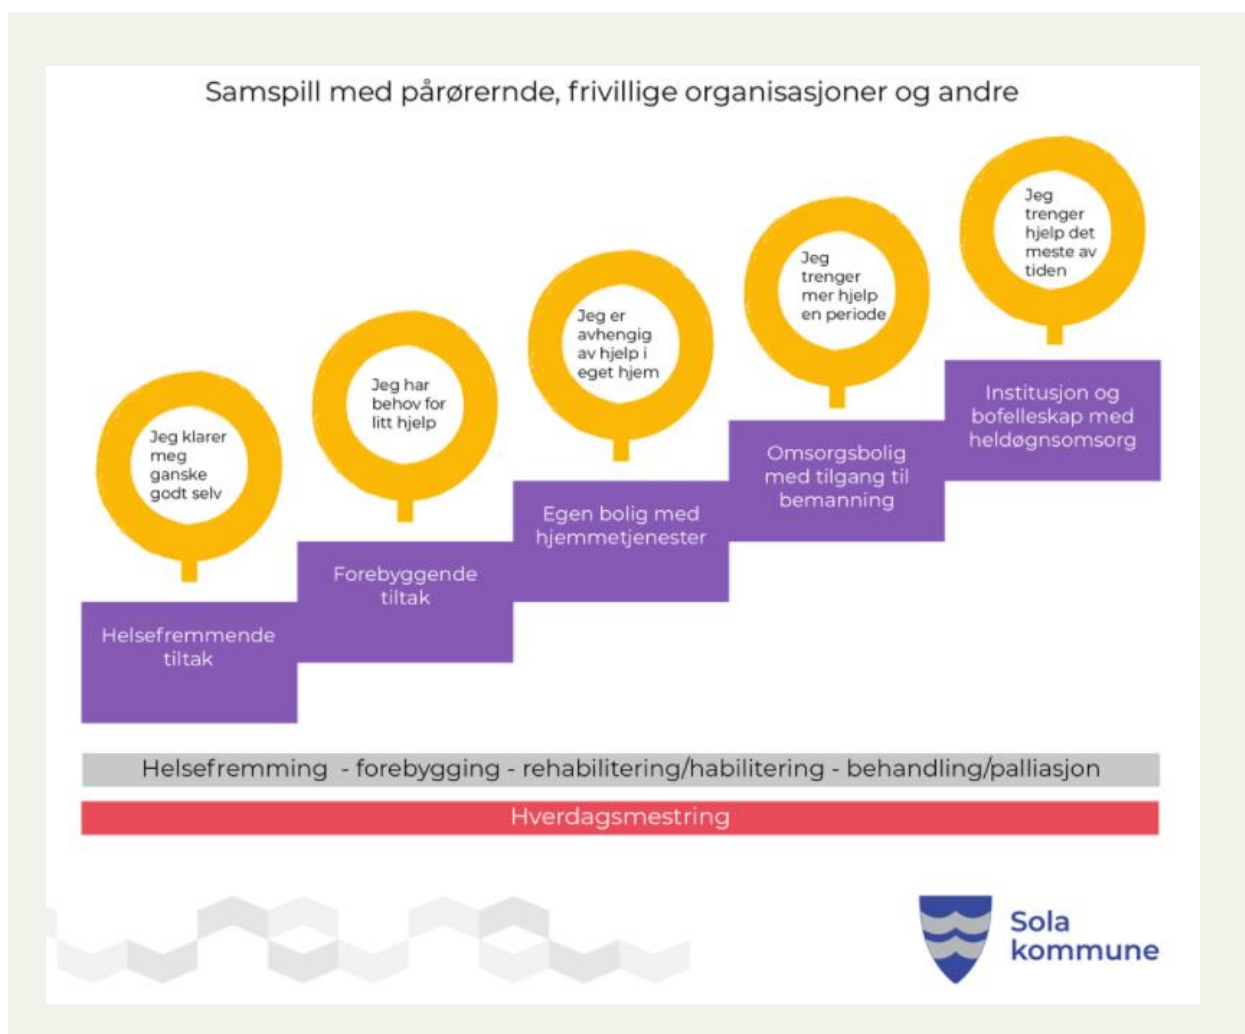 Samspill med pårørernde, frivillige organisasjoner og andre
Jeg klarer
meg
ganske
godt selv
Helsefremmende
tiltak
Jeg har
behov for
litt hjelp
Forebyggende
tiltak
Jeg er
avhengig
av hjelp i
eget hjem
Egen bolig med
hjemmetjenester
Jeg
trenger
mer hjelp
en periode
Omsorgsbolig
med tilgang til
bemanning
Jeg
trenger
hjelp det
meste av
tiden
Institusjon og
bofelleskap med
heldøgnsomsorg
Helsefremming - forebygging - rehabilitering/habilitering - behandling/palliasjon
Hverdagsmestring
Sola
kommune